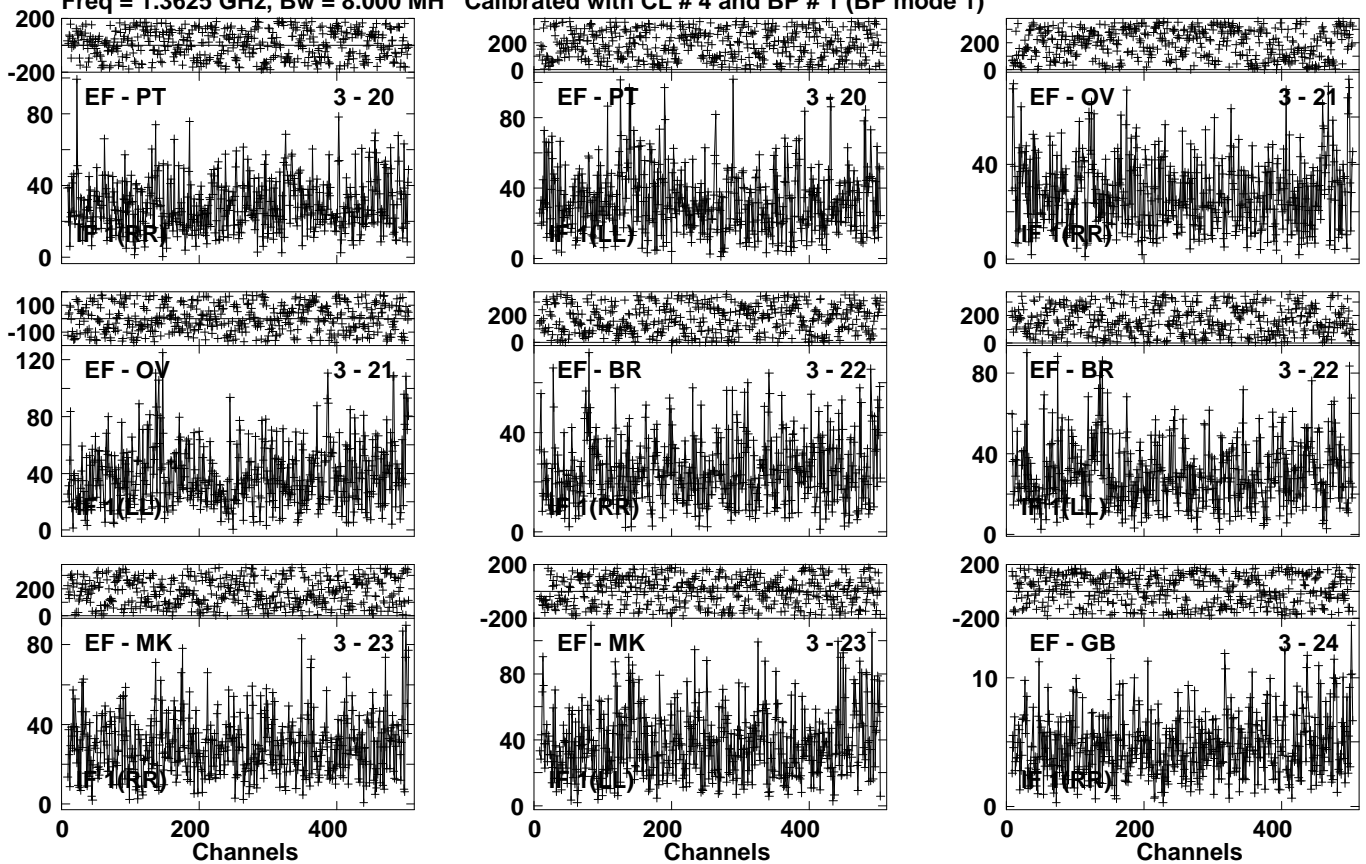 Freq = 1.3625 GHz, Bw = 8.000 MH Calibrated with CL # 4 and BP # 1 (BP mode 1)
200
-200
200
0
200
0
EF - PT 3 - 20
EF - PT 3 - 20
EF - OV 3 - 21
80
40
0
80
40
0
40
0
IF 1(RR)
IF 1(LL)
IF 1(RR)
100
-100
200
0
200
0
EF - OV 3 - 21
EF - BR 3 - 22
EF - BR 3 - 22
120
80
40
0
40
0
80
40
0
IF 1(LL)
IF 1(RR)
IF 1(LL)
200
0
200
-200
200
-200
EF - MK 3 - 23
EF - MK 3 - 23
EF - GB 3 - 24
80
40
0
80
40
0
10
0
IF 1(RR)
IF 1(LL)
IF 1(RR)
0 200 400
0 200 400
0 200 400
Channels
Channels
Channels